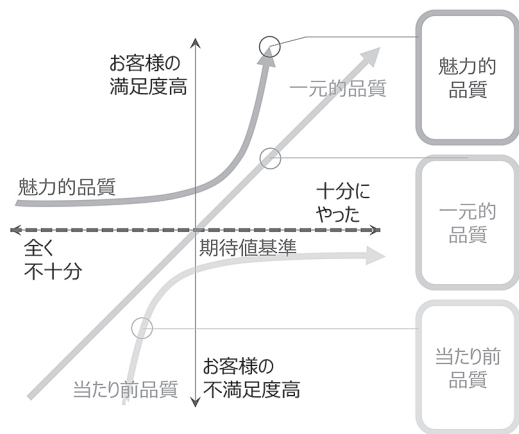 お客様の
満足度高
一元的品質
魅力的
品質
魅力的品質
十分に
やった
一元的
品質
全く
不十分
期待値基準
当たり前
品質
お客様の
不満足度高
当たり前品質